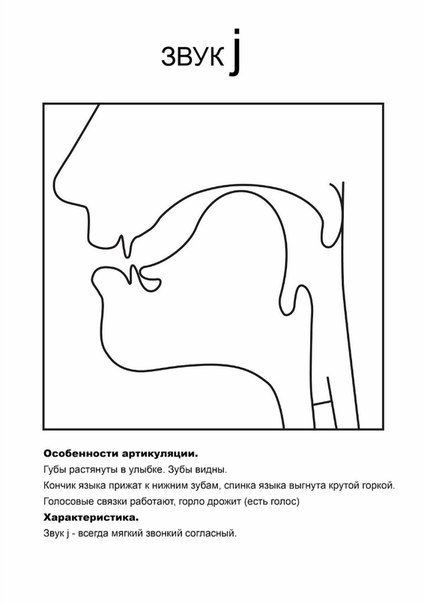 ЗВУК j
Особенности артикуляции.
Губы растянуты в улыбке. Зубы видны.
Кончик языка прижат к нижним зубам, спинка языка выгнута крутой горкой.
Голосовые связки работают, горло дрожит (есть голос)
Характеристика.
Звук j - всегда мягкий звонкий согласный.